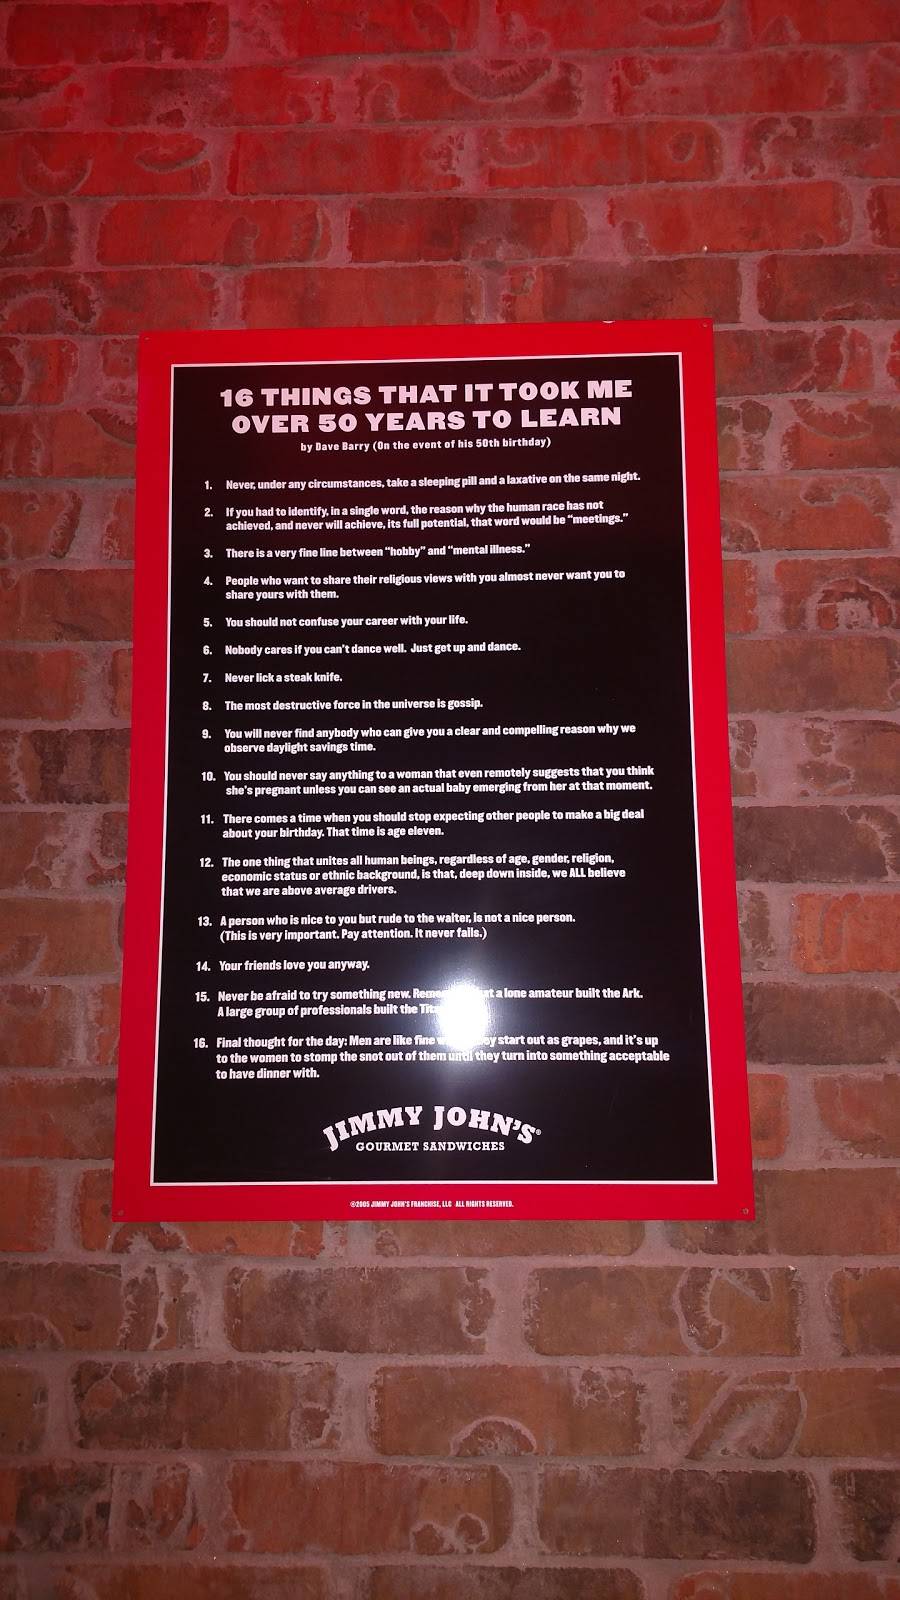 16 THINGS THAT IT TOOK ME
OVER 50 YEARS TO LEARN
by Dave Barry (On the event of his 50th birthday)
1. Never, under any circumstances, take a sleeping pill and a laxative on the same night.
2. If you had to identify, in a single word, the reason why the human race has not
achieved, and never will achieve, its full potential, that word would be “meetings.”
3. There is a very fine line between “hobby” and “mental illness.”
4. People who want to share their religious views with you almost never want you to
share yours with them.
5. You should not confuse your career with your life.
6. Nobody cares if you can't dance well. Just get up and dance.
7. Never lick a steak knife.
8. The most destructive force in the universe is gossip.
9. You will never find anybody who can give you a clear and compelling reason why we
observe daylight savings time.
10. You should never say anything to a woman that even remotely suggests that you think
she's pregnant unless you can see an actual baby emerging from her at that moment.
11. There comes a time when you should stop expecting other people to make a big deal
about your birthday. That time is age eleven.
12. The one thing that unites all human beings, regardless of age, gender, religion,
economic status or ethnic background, is that, deep down inside, we ALL believe
that we are above average drivers.
13. A person who is nice to you but rude to the waiter, is not a nice person.
(This is very important. Pay attention. It never fails.)
14. Your friends love you anyway.
15. Never be afraid to try something new. a lone amateur built the Ark.
A large group of professionals built the
16. Final thought for the day: Men are like fine start out as grapes, and it's up
to the women to stomp the snot out of them until they turn into something acceptable
to have dinner with.
JIMMY JOHN'S®
GOURMET SANDWICHES
©2005 JIMMY JOHN'S FRANCHISE, LLC ALL RIGHTS RESERVED.